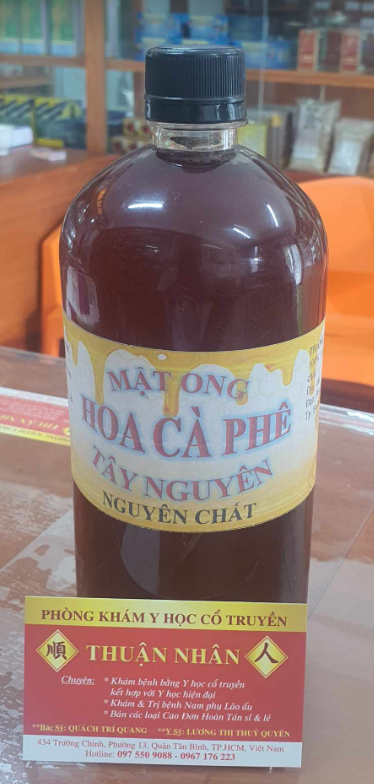 MẬT ONG
HOA CÀ PHÊ
TÂY NGUYÊN
NGUYÊN CHẤT
PHÒNG KHÁM Y HỌC CỔ TRUYỀN
順 THUẬN NHÂN 人
Chuyên: * Khám bệnh bằng Y học cổ truyền
kết hợp với Y học hiện đại
* Khám & Trị bệnh Nam phụ Lão ấu
* Bán các loại Cao Đơn Hoàn Tán sỉ & lẻ
**Bác Sỹ: QUÁCH TRÍ QUANG **Y Sỹ: LƯƠNG THỊ THUÝ QUYÊN
434 Trường Chinh, Phường 13, Quận Tân Bình, TP.HCM, Việt Nam
Hotline: 097 550 9088 - 0967 176 223